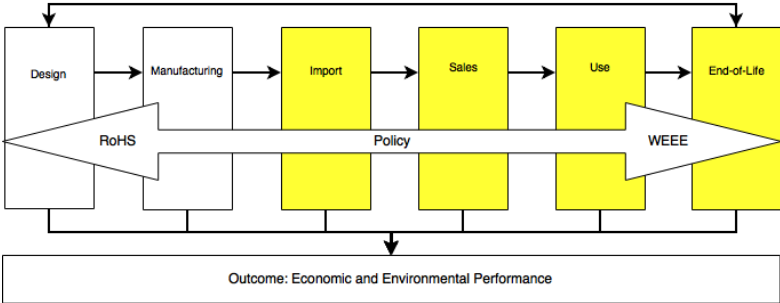 Design
Manufacturing
Import
Sales
Use
End-of-Life
RoHS
Policy
WEEE
Outcome: Economic and Environmental Performance